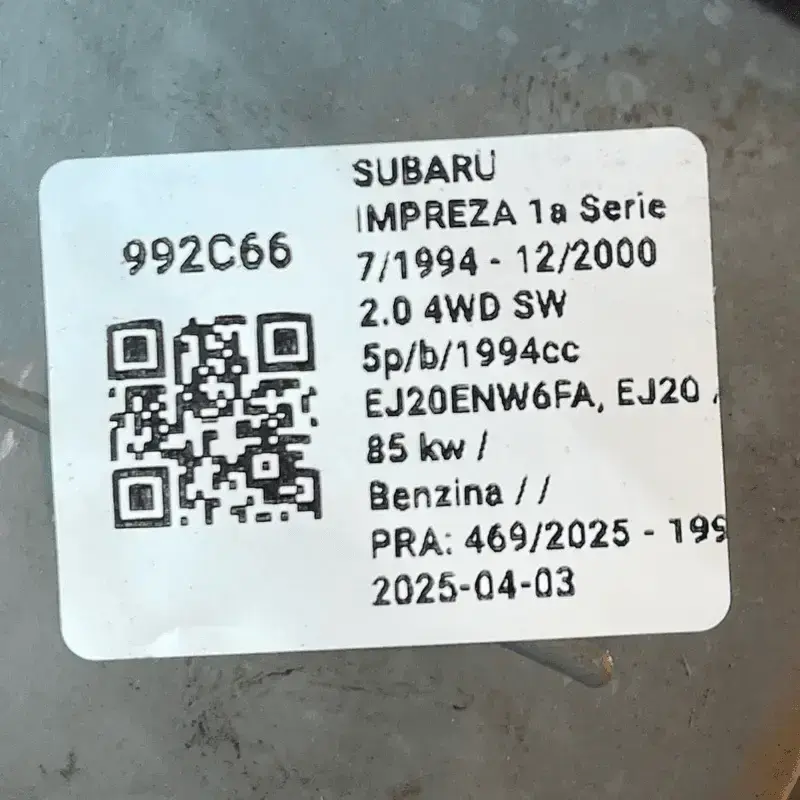 992C66
SUBARU
IMPREZA 1a Serie
7/1994 - 12/2000
2.0 4WD SW
5p/b/1994cc
EJ20ENW6FA, EJ20
85 kw /
Benzina / /
PRA: 469/2025 - 199
2025-04-03